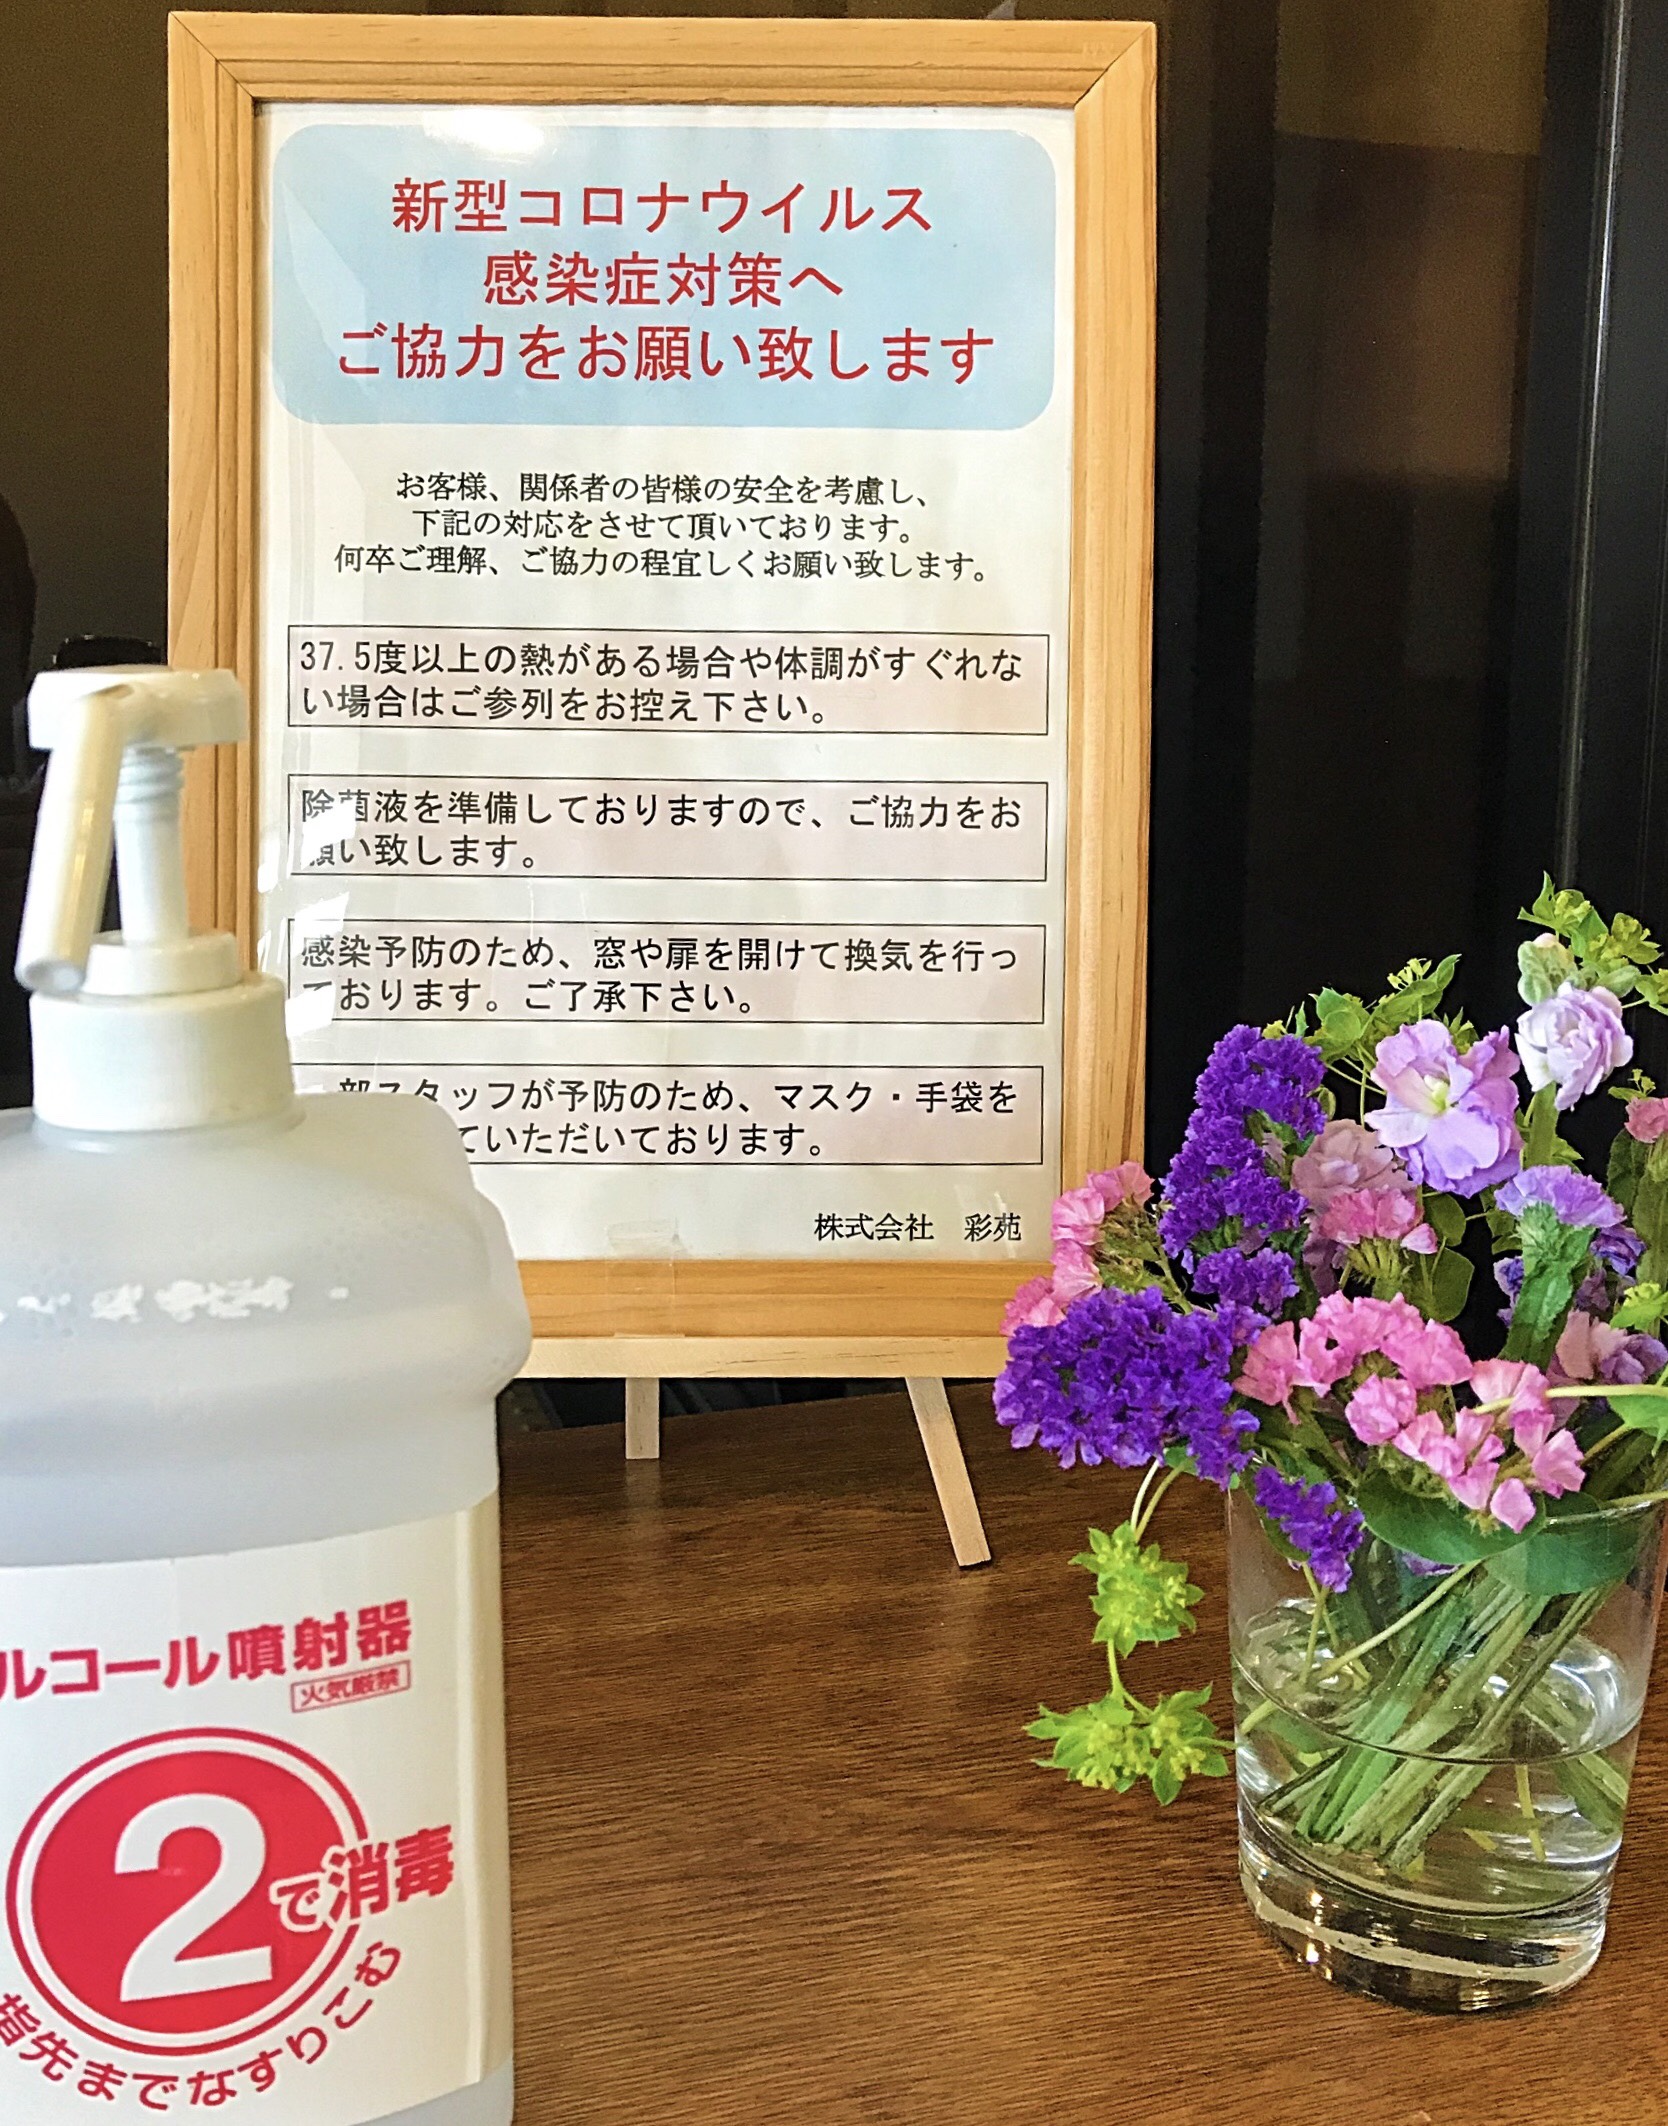 新型コロナウイルス
感染症対策へ
ご協力をお願い致します
お客様、関係者の皆様の安全を考慮し、
下記の対応をさせて頂いております。
何卒ご理解、ご協力の程宜しくお願い致します。
37.5度以上の熱がある場合や体調がすぐれな
い場合はご参列をお控え下さい。
除菌液を準備しておりますので、ご協力をお
願い致します。
感染予防のため、窓や扉を開けて換気を行っ
ております。ご了承下さい。
部スタッフが予防のため、マスク・手袋を
ていただいております。
株式会社 彩苑
ルコール噴射器
火気厳禁
2で消毒
指先までなすりこむ